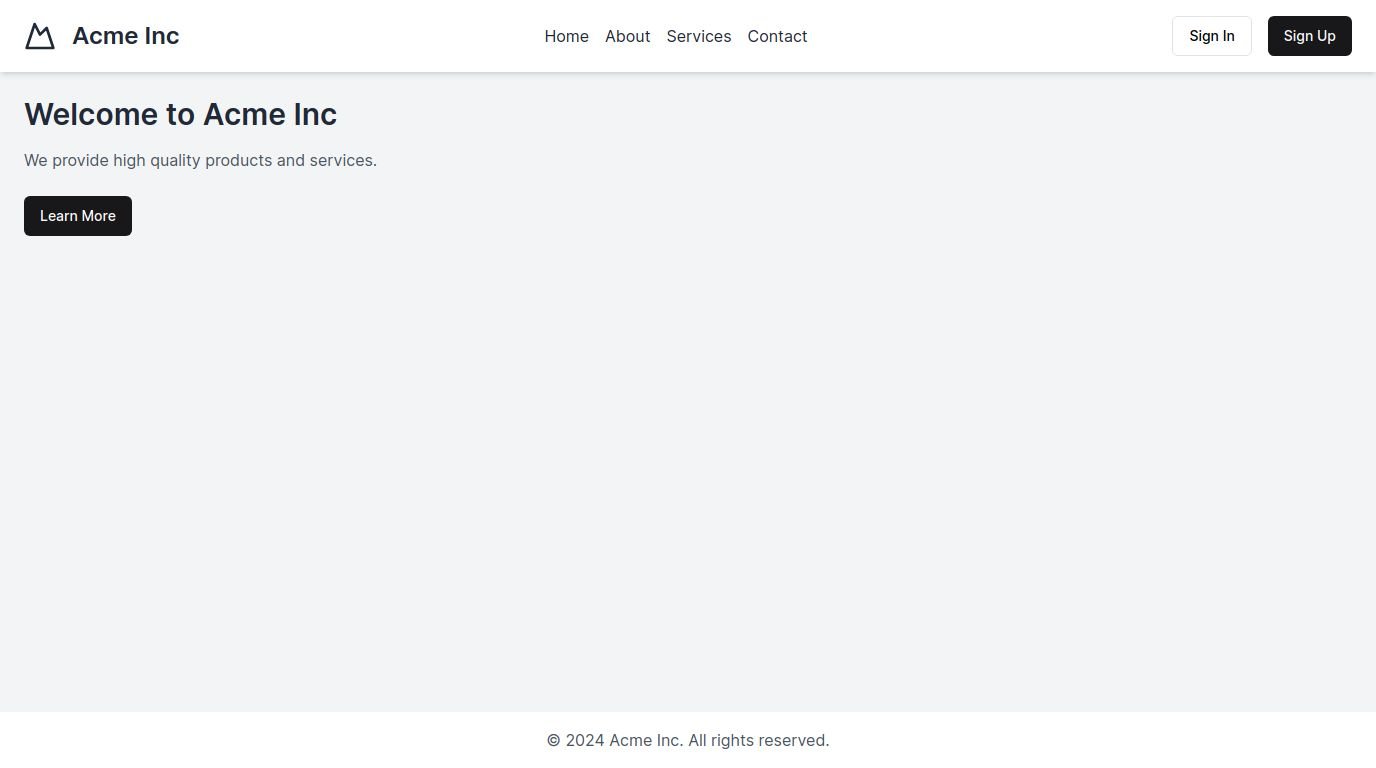 Acme Inc
Home About Services Contact
Sign In
Sign Up
Welcome to Acme Inc
We provide high quality products and services.
Learn More
© 2024 Acme Inc. All rights reserved.